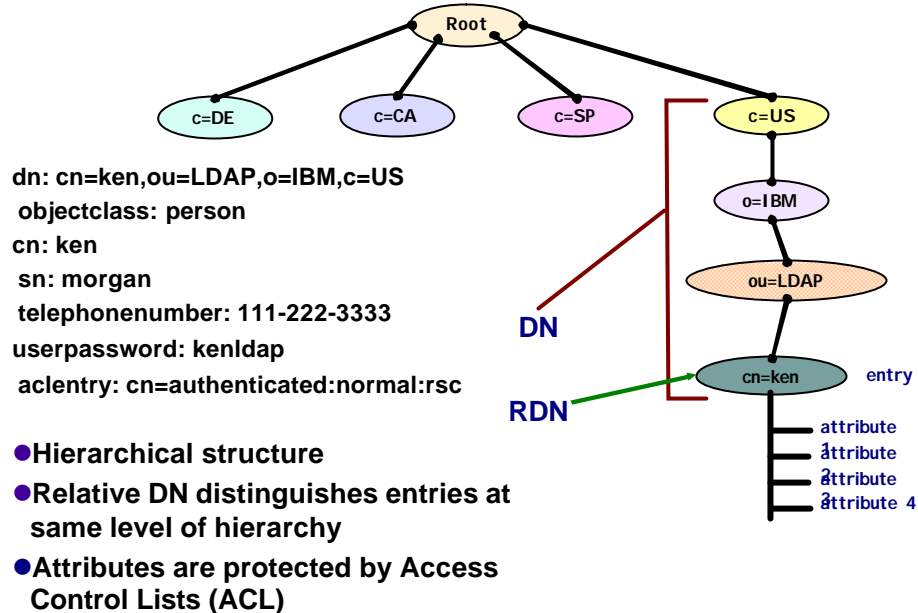 Root
c=DE
c=CA
c=SP
c=US
dn: cn=ken,ou=LDAP,o=IBM,c=US
objectclass: person
cn: ken
sn: morgan
telephonenumber: 111-222-3333
userpassword: kenldap
aclentry: cn=authenticated:normal:rsc
o=IBM
ou=LDAP
DN
cn=ken
entry
RDN
attribute
1
attribute
2
attribute
3
attribute 4
●Hierarchical structure
●Relative DN distinguishes entries at
same level of hierarchy
●Attributes are protected by Access
Control Lists (ACL)